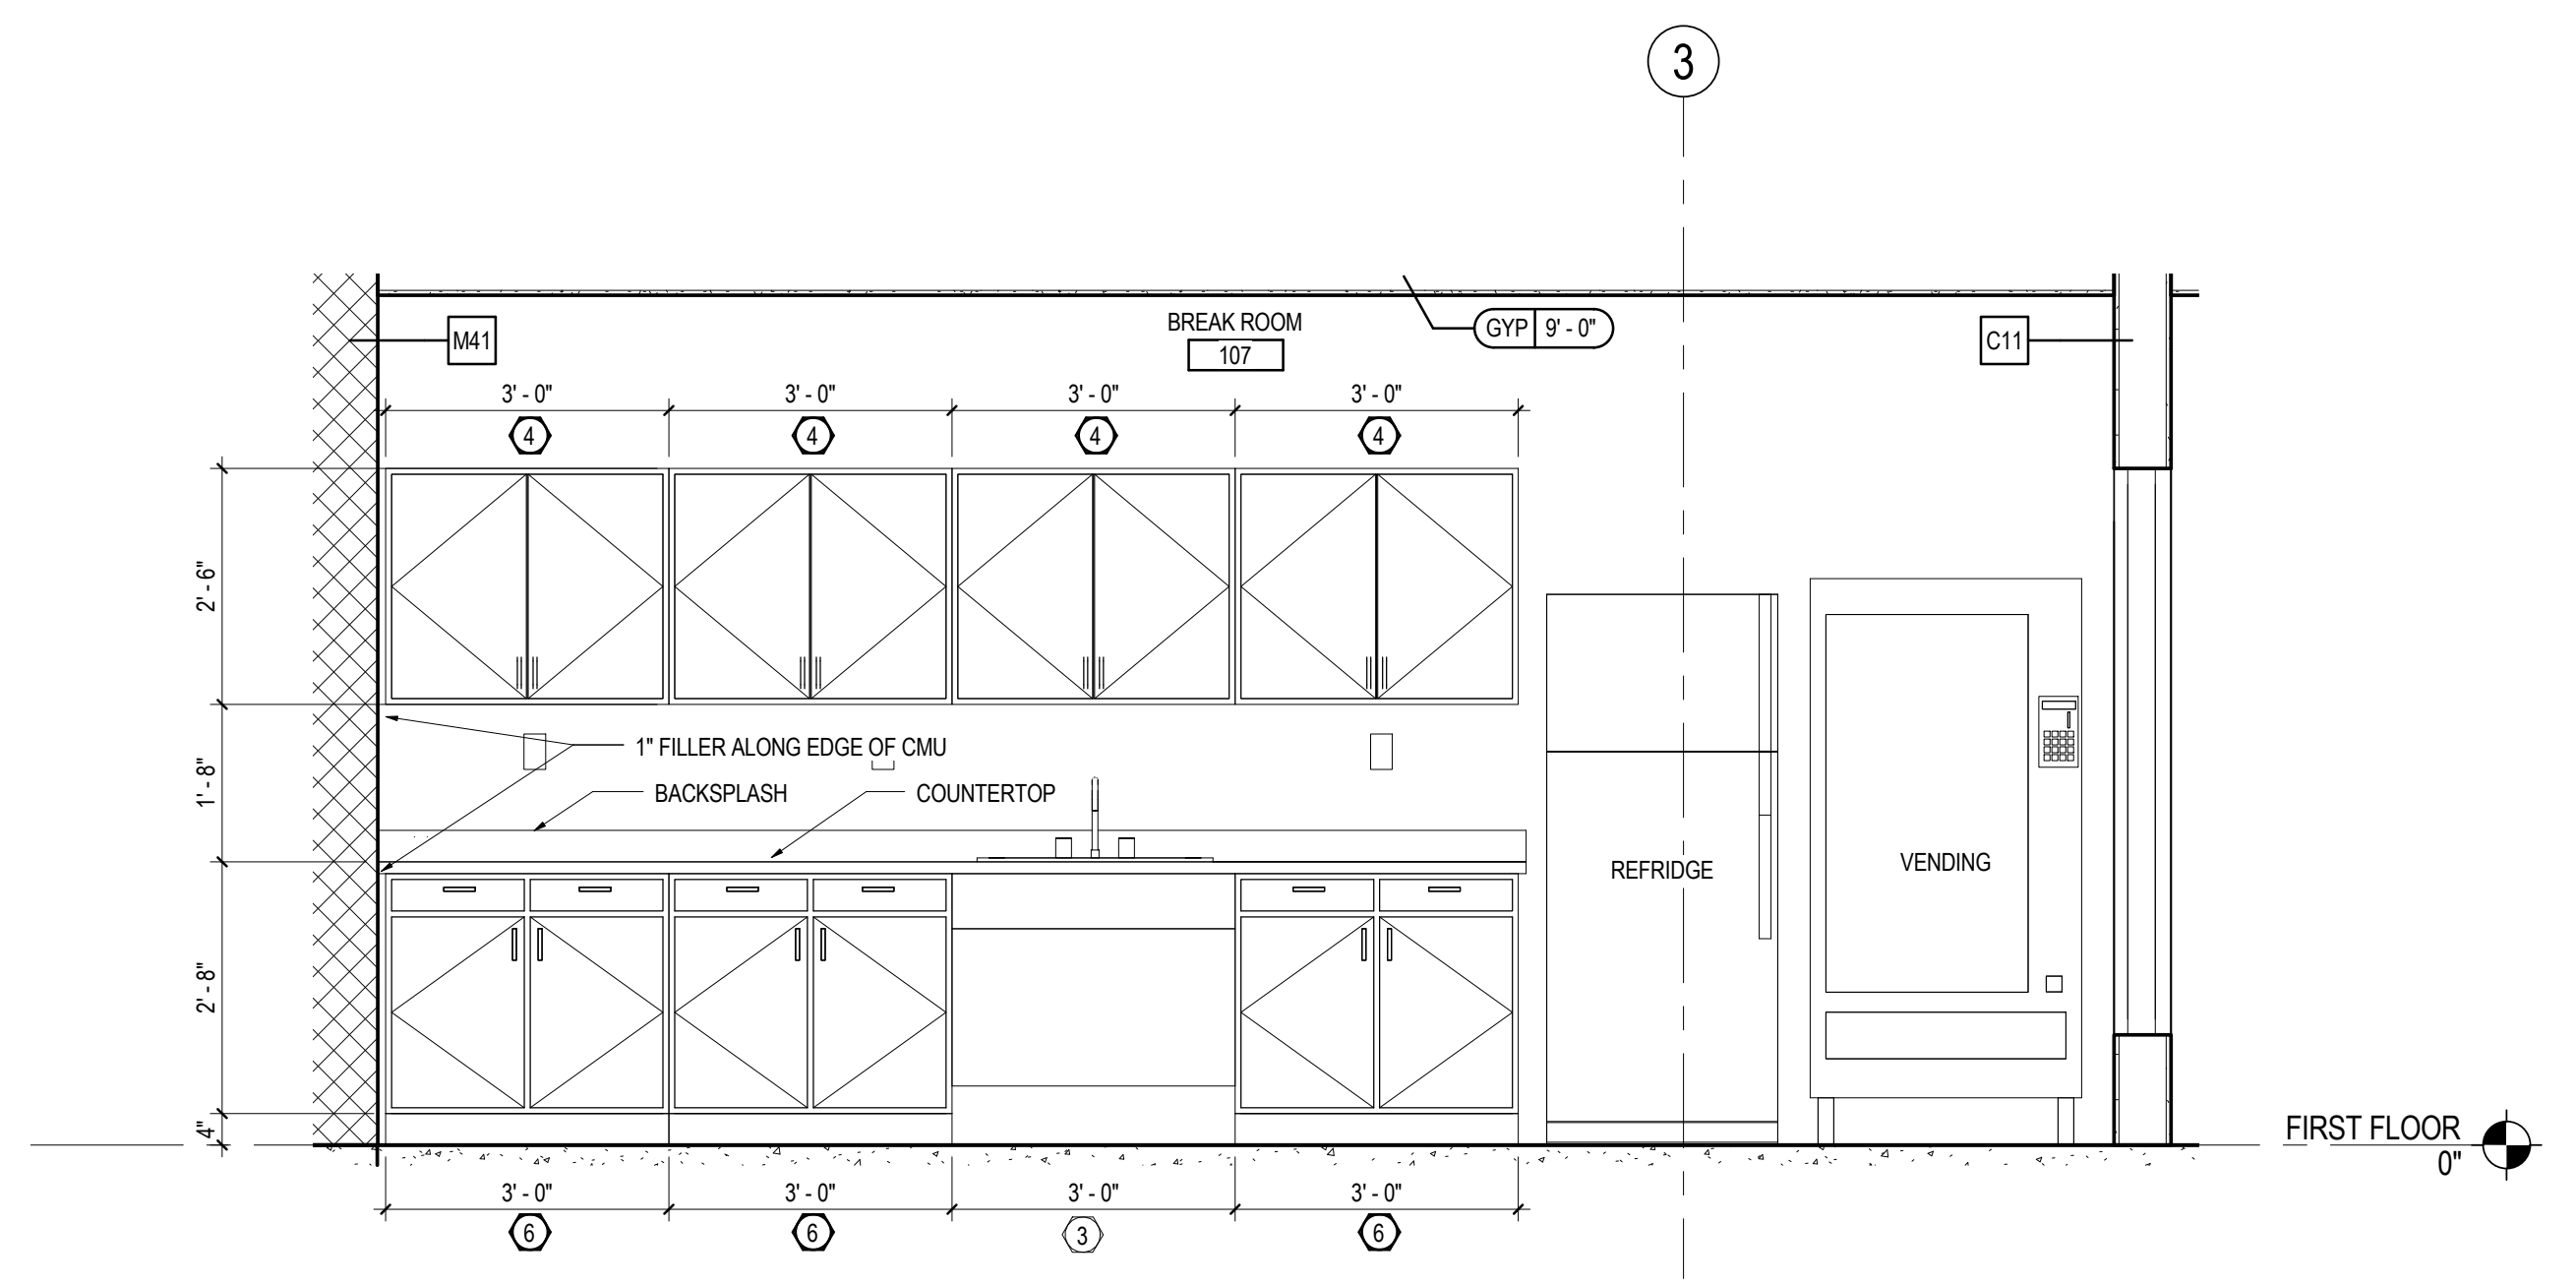 3
BREAK ROOM
107
GYP 9' - 0"
M41
C11
3' - 0" 3' - 0" 3' - 0" 3' - 0"
4 4 4 4
2' - 6"
1' - 8"
2' - 8"
4"
1" FILLER ALONG EDGE OF CMU
BACKSPLASH
COUNTERTOP
REFRIDGE
VENDING
FIRST FLOOR
0"
3' - 0" 3' - 0" 3' - 0" 3' - 0"
6 6 3 6